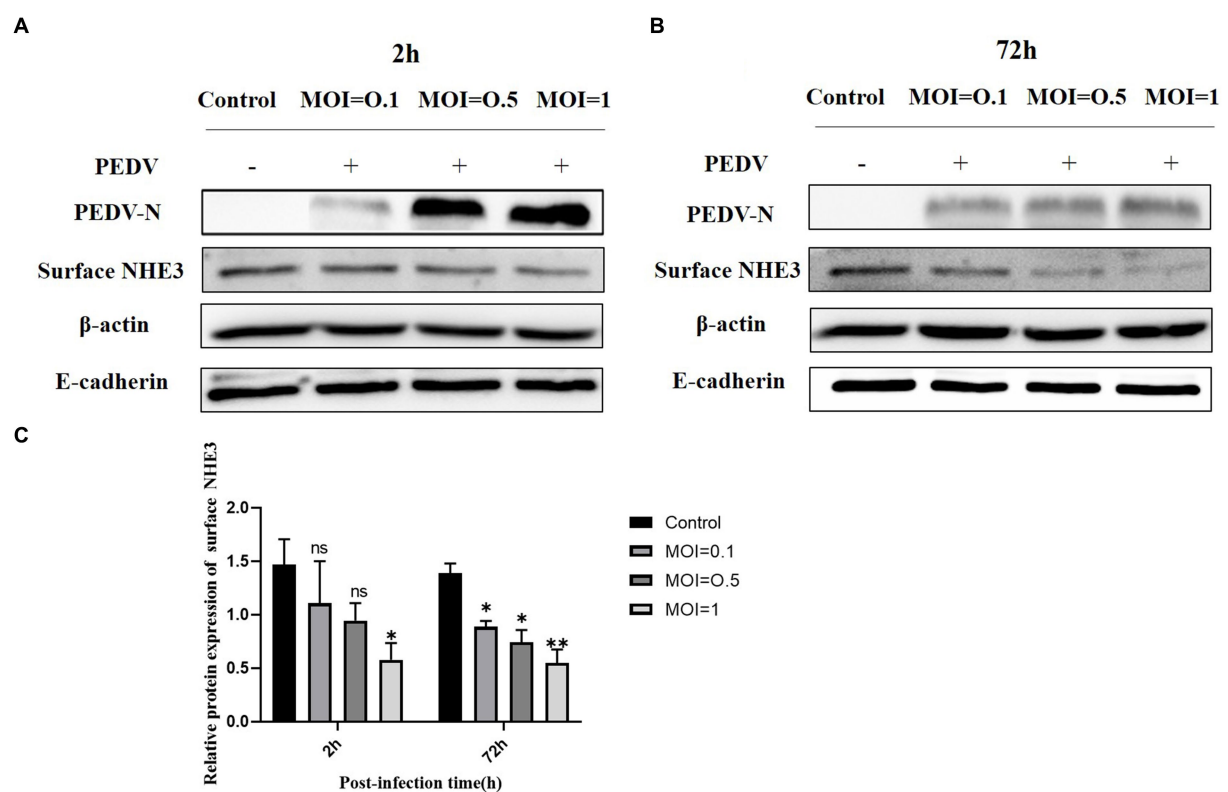 A
2h
Control MOI=O.1 MOI=O.5 MOI=1
PEDV - + + +
PEDV-N
Surface NHE3
β-actin
E-cadherin
B
72h
Control MOI=O.1 MOI=O.5 MOI=1
PEDV - + + +
PEDV-N
Surface NHE3
β-actin
E-cadherin
C
Relative protein expression of surface NHE3
2.0
1.5
1.0
0.5
0.0
ns
ns
*
*
*
**
2h
72h
Post-infection time(h)
Control
MOI=0.1
MOI=O.5
MOI=1